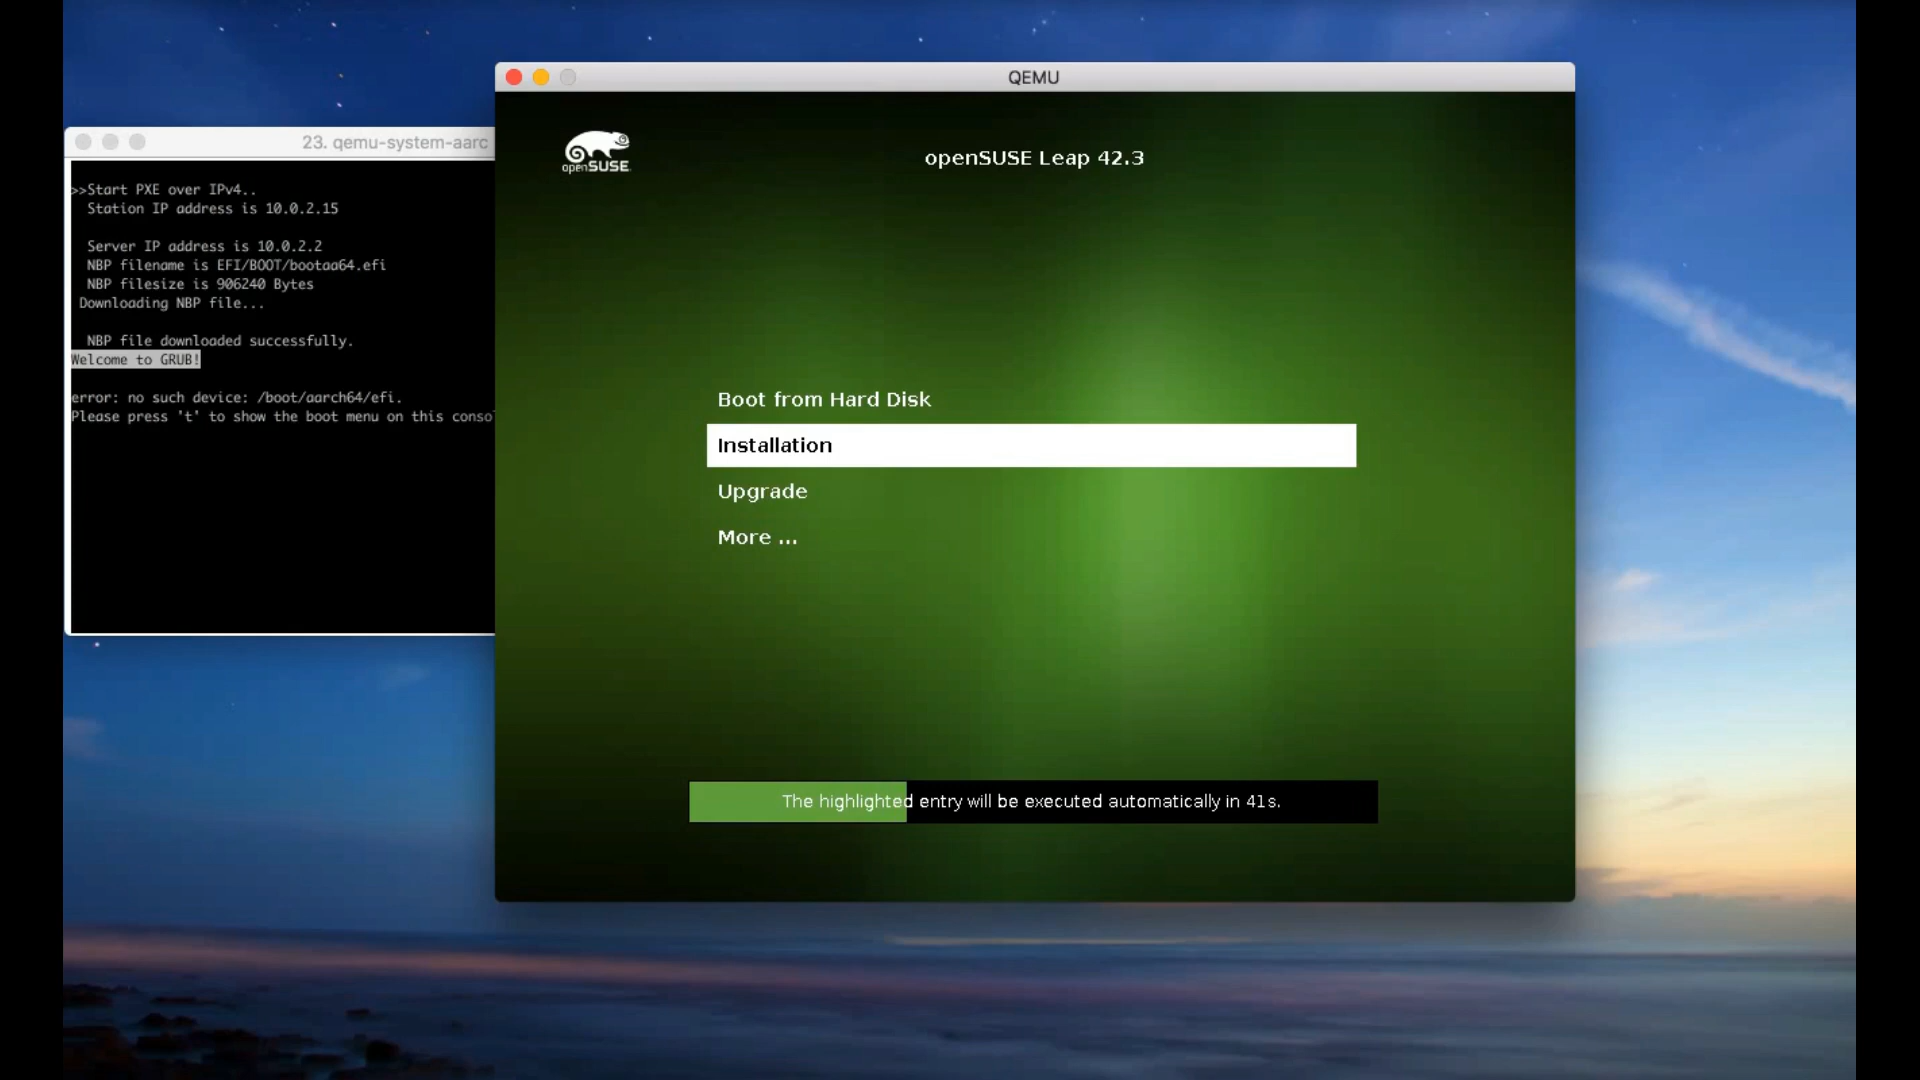 QEMU
23. qemu-system-aarc
>>Start PXE over IPv4..
Station IP address is 10.0.2.15
Server IP address is 10.0.2.2
NBP filename is EFI/BOOT/bootaa64.efi
NBP filesize is 906240 Bytes
Downloading NBP file...
NBP file downloaded successfully.
Welcome to GRUB!
error: no such device: /boot/aarch64/efi.
Please press 't' to show the boot menu on this conso
openSUSE
openSUSE Leap 42.3
Boot from Hard Disk
Installation
Upgrade
More ...
The highlighted entry will be executed automatically in 41s.